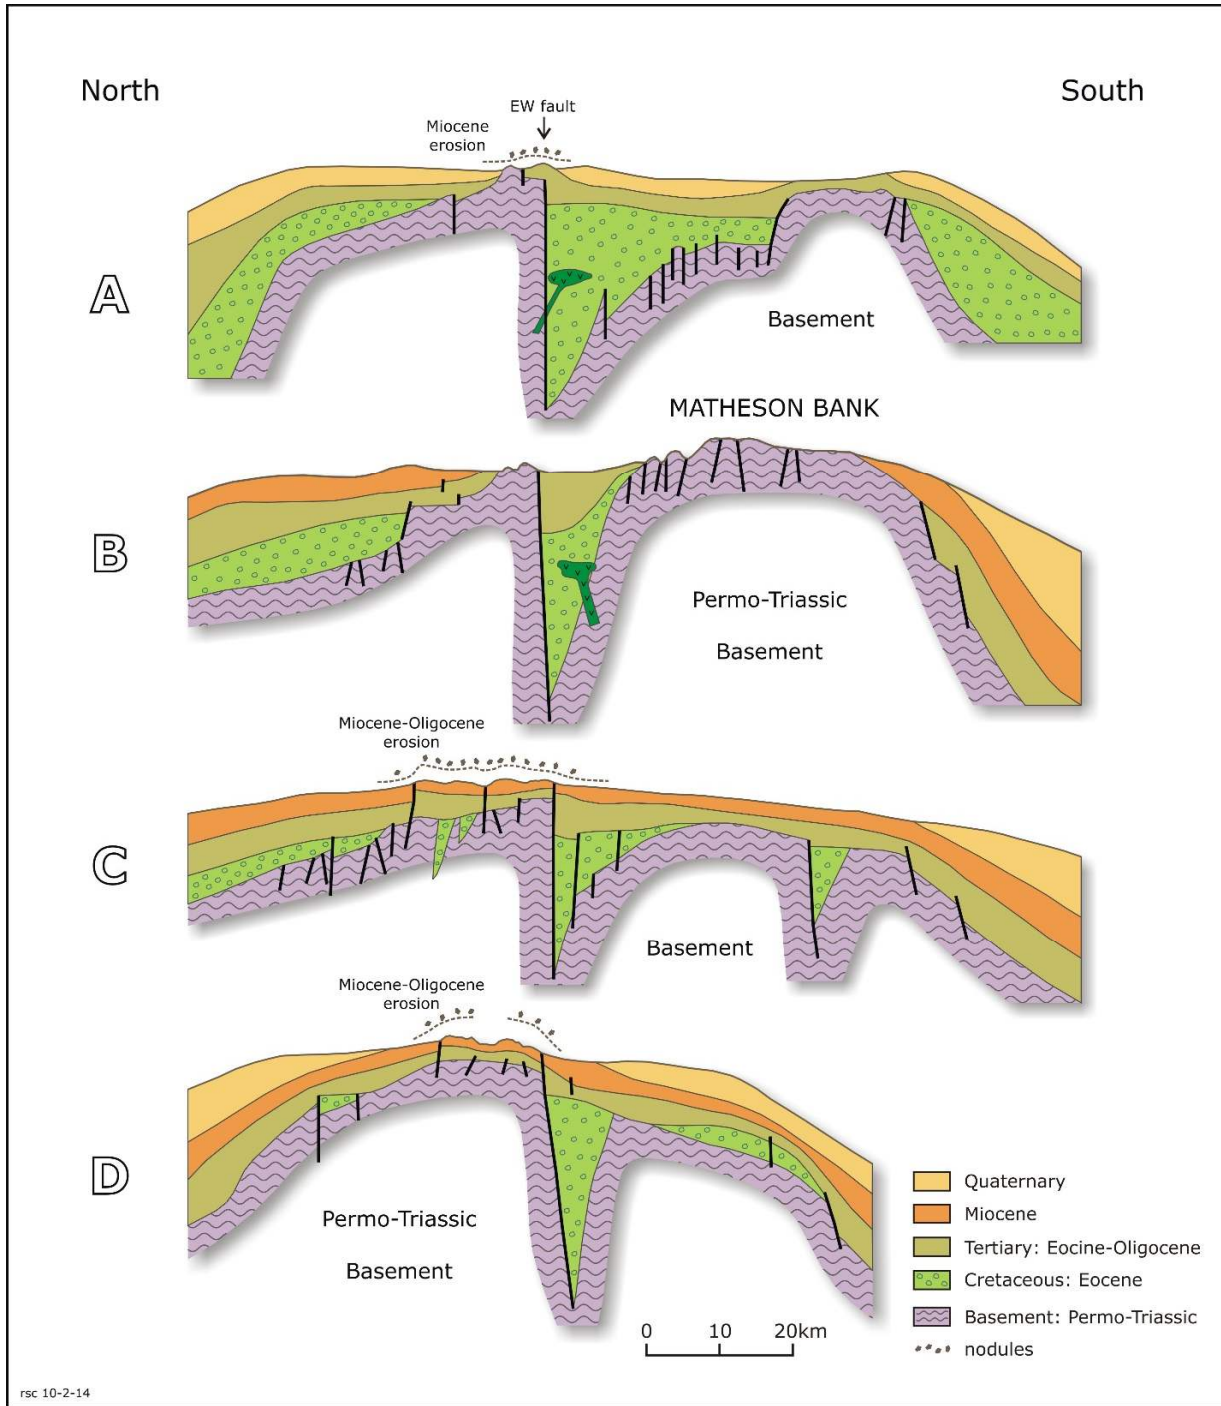 North
South
EW fault
Miocene
erosion
A
Basement
MATHESON BANK
B
Permo-Triassic
Basement
Miocene-Oligocene
erosion
C
Basement
Miocene-Oligocene
erosion
D
Permo-Triassic
Basement
Quaternary
Miocene
Tertiary: Eocine-Oligocene
Cretaceous: Eocene
Basement: Permo-Triassic
nodules
0 10 20km
rsc 10-2-14